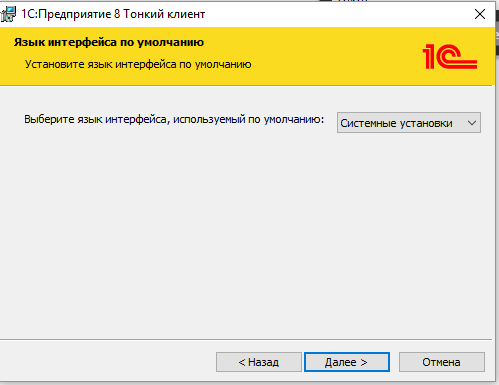 1С:Предприятие 8 Тонкий клиент
Язык интерфейса по умолчанию
Установите язык интерфейса по умолчанию
1С
Выберите язык интерфейса, используемый по умолчанию: Системные установки
< Назад Далее > Отмена